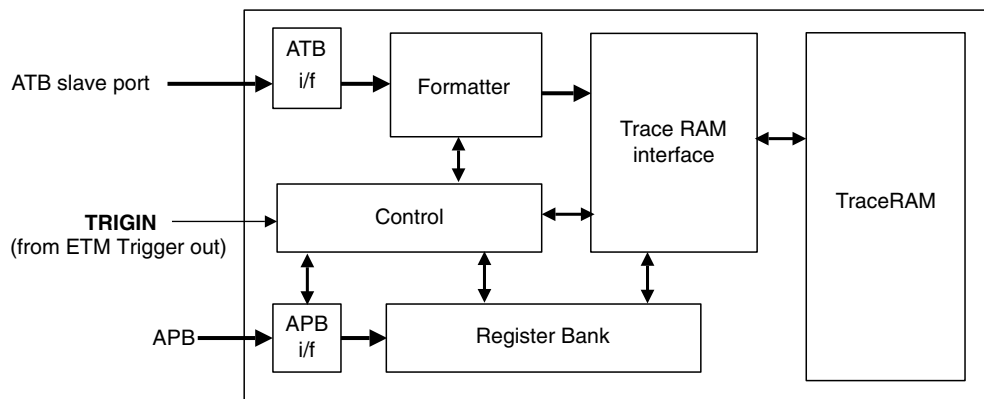 ATB
i/f
ATB slave port
Formatter
Trace RAM
interface
TraceRAM
Control
TRIGIN
(from ETM Trigger out)
APB
APB
i/f
Register Bank